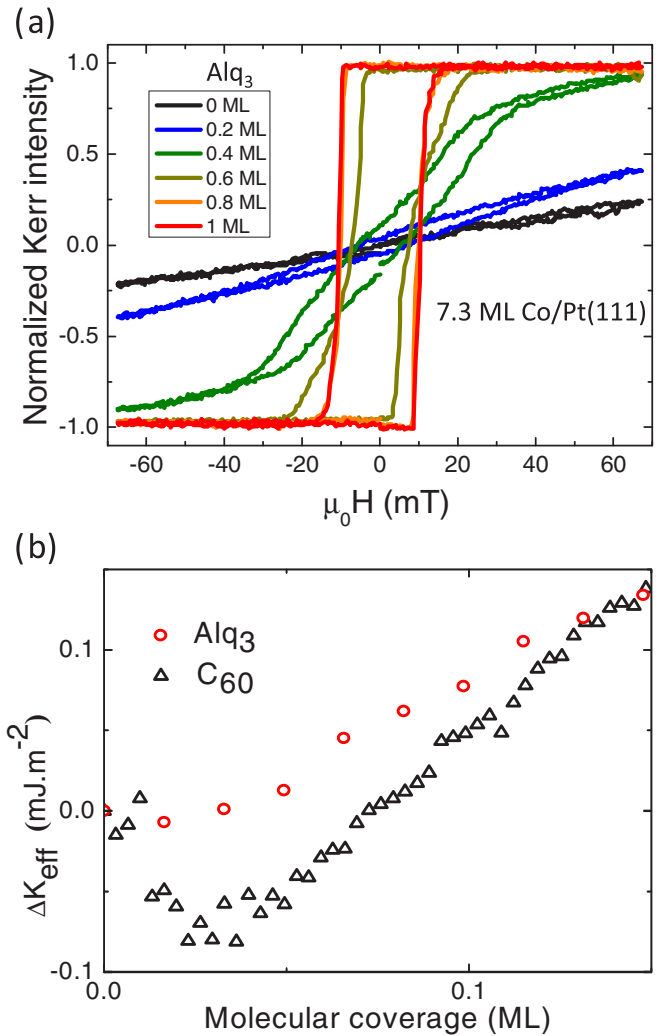 (a)
1.0
0.5
0.0
-0.5
-1.0
Normalized Kerr intensity
Alq₃
0 ML
0.2 ML
0.4 ML
0.6 ML
0.8 ML
1 ML
7.3 ML Co/Pt(111)
-60 -40 -20 0 20 40 60
μ₀H (mT)
(b)
Alq₃
C₆₀
0.1
0.0
-0.1
ΔK_eff (mJ.m⁻²)
0.0 0.1
Molecular coverage (ML)